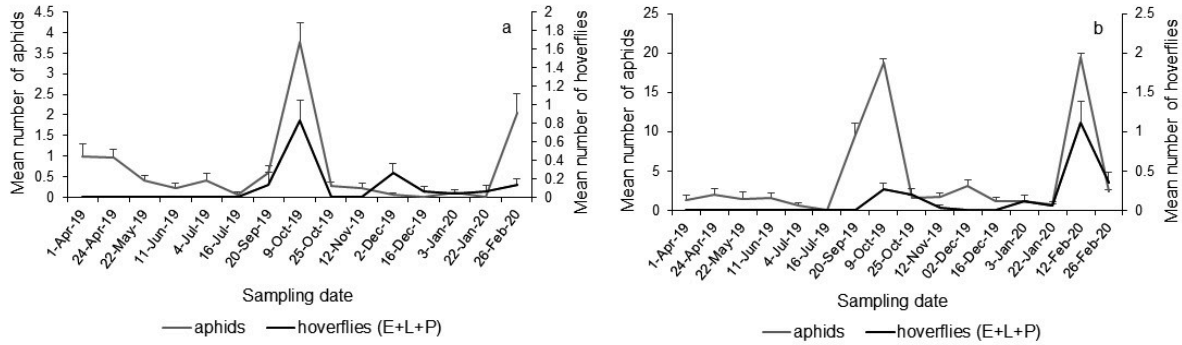 a
Mean number of aphids
4.5
4
3.5
3
2.5
2
1.5
1
0.5
0
2
1.8
1.6
1.4
1.2
1
0.8
0.6
0.4
0.2
0
Mean number of hoverflies
1-Apr-19
24-Apr-19
22-May-19
11-Jun-19
4-Jul-19
16-Jul-19
20-Sep-19
9-Oct-19
25-Oct-19
12-Nov-19
2-Dec-19
16-Dec-19
3-Jan-20
22-Jan-20
26-Feb-20
Sampling date
aphids
hoverflies (E+L+P)
b
Mean number of aphids
25
20
15
10
5
0
2.5
2
1.5
1
0.5
0
Mean number of hoverflies
1-Apr-19
24-Apr-19
22-May-19
11-Jun-19
4-Jul-19
16-Jul-19
20-Sep-19
9-Oct-19
25-Oct-19
12-Nov-19
02-Dec-19
16-Dec-19
3-Jan-20
22-Jan-20
12-Feb-20
26-Feb-20
Sampling date
aphids
hoverflies (E+L+P)